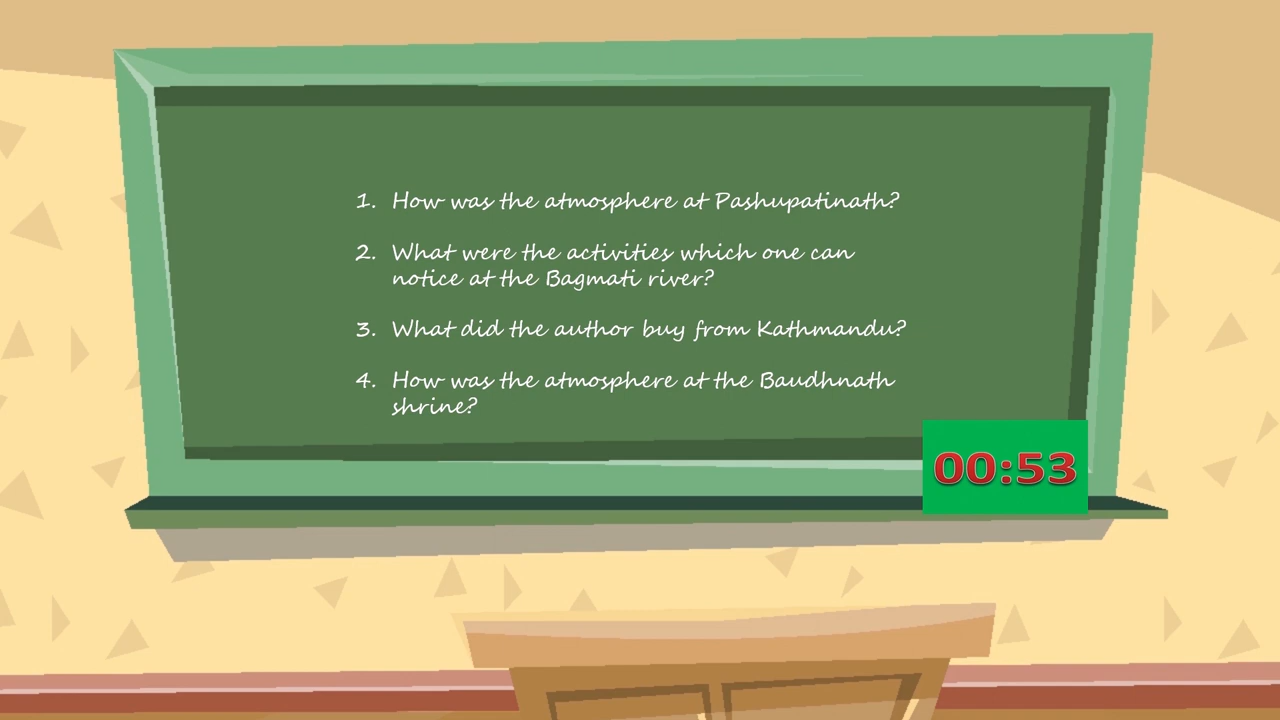 1. How was the atmosphere at Pashupatinath?
2. What were the activities which one can
notice at the Bagmati river?
3. What did the author buy from Kathmandu?
4. How was the atmosphere at the Baudhnath
shrine?
00:53